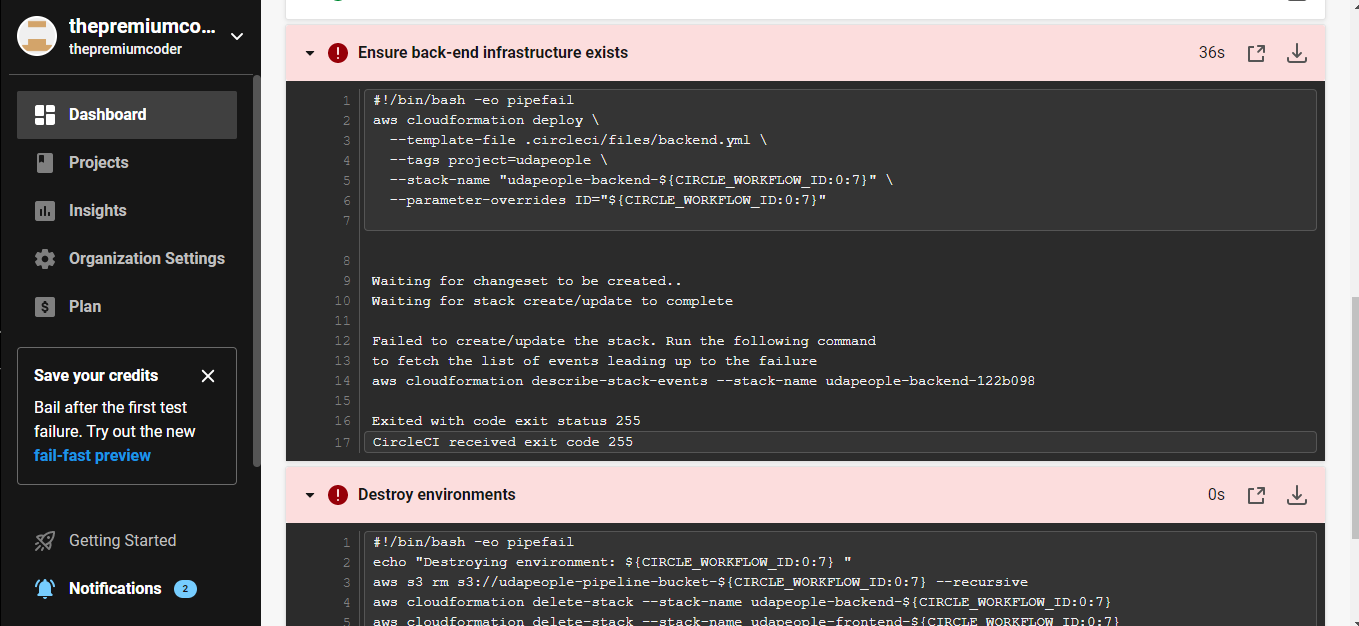 thepremiumco...
thepremiumcoder
Dashboard
Projects
Insights
Organization Settings
$ Plan
Save your credits
Bail after the first test
failure. Try out the new
fail-fast preview
Getting Started
Notifications 2
Ensure back-end infrastructure exists 36s
1 #!/bin/bash -eo pipefail
2 aws cloudformation deploy \
3 --template-file .circleci/files/backend.yml \
4 --tags project=udapeople \
5 --stack-name "udapeople-backend-${CIRCLE_WORKFLOW_ID:0:7}" \
6 --parameter-overrides ID="${CIRCLE_WORKFLOW_ID:0:7}"
7
8
9 Waiting for changeset to be created..
10 Waiting for stack create/update to complete
11
12 Failed to create/update the stack. Run the following command
13 to fetch the list of events leading up to the failure
14 aws cloudformation describe-stack-events --stack-name udapeople-backend-122b098
15
16 Exited with code exit status 255
17 CircleCI received exit code 255
Destroy environments 0s
1 #!/bin/bash -eo pipefail
2 echo "Destroying environment: ${CIRCLE_WORKFLOW_ID:0:7} "
3 aws s3 rm s3://udapeople-pipeline-bucket-${CIRCLE_WORKFLOW_ID:0:7} --recursive
4 aws cloudformation delete-stack --stack-name udapeople-backend-${CIRCLE_WORKFLOW_ID:0:7}
5 aws cloudformation delete-stack --stack-name udapeople-frontend-${CIRCLE_WORKFLOW_ID:0:7}